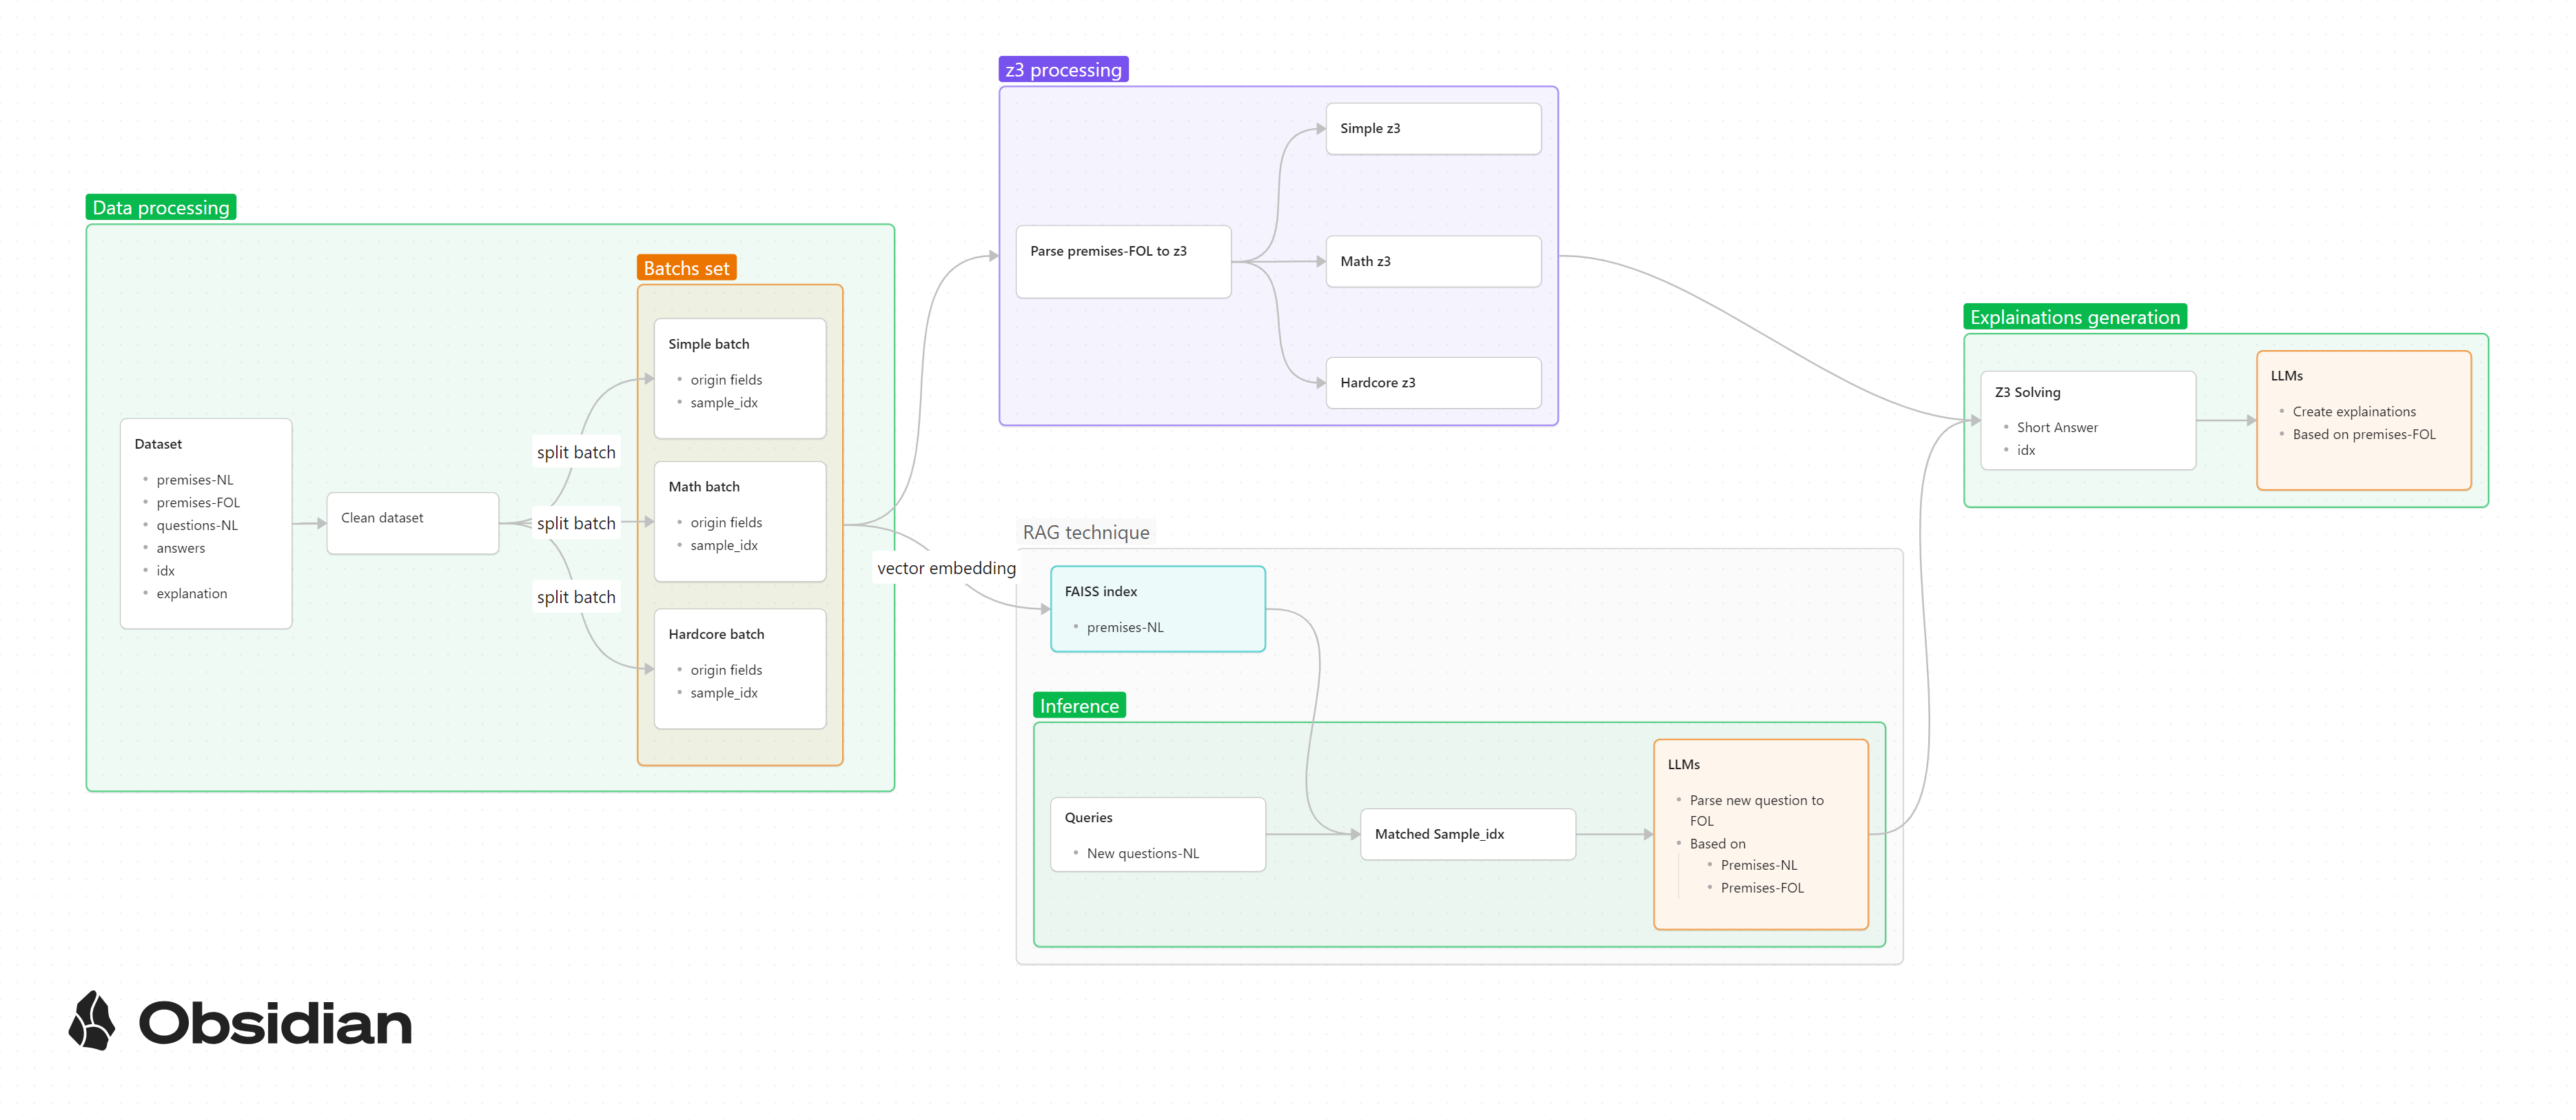 z3 processing
Simple z3
Parse premises-FOL to z3
Math z3
Hardcore z3
Data processing
Batchs set
Simple batch
origin fields
sample_idx
Dataset
premises-NL
premises-FOL
questions-NL
answers
idx
explanation
Clean dataset
split batch
split batch
split batch
Math batch
origin fields
sample_idx
Hardcore batch
origin fields
sample_idx
vector embedding
RAG technique
FAISS index
premises-NL
Inference
Queries
New questions-NL
Matched Sample_idx
LLMs
Parse new question to
FOL
Based on
Premises-NL
Premises-FOL
Explainations generation
Z3 Solving
Short Answer
idx
LLMs
Create explainations
Based on premises-FOL
Obsidian